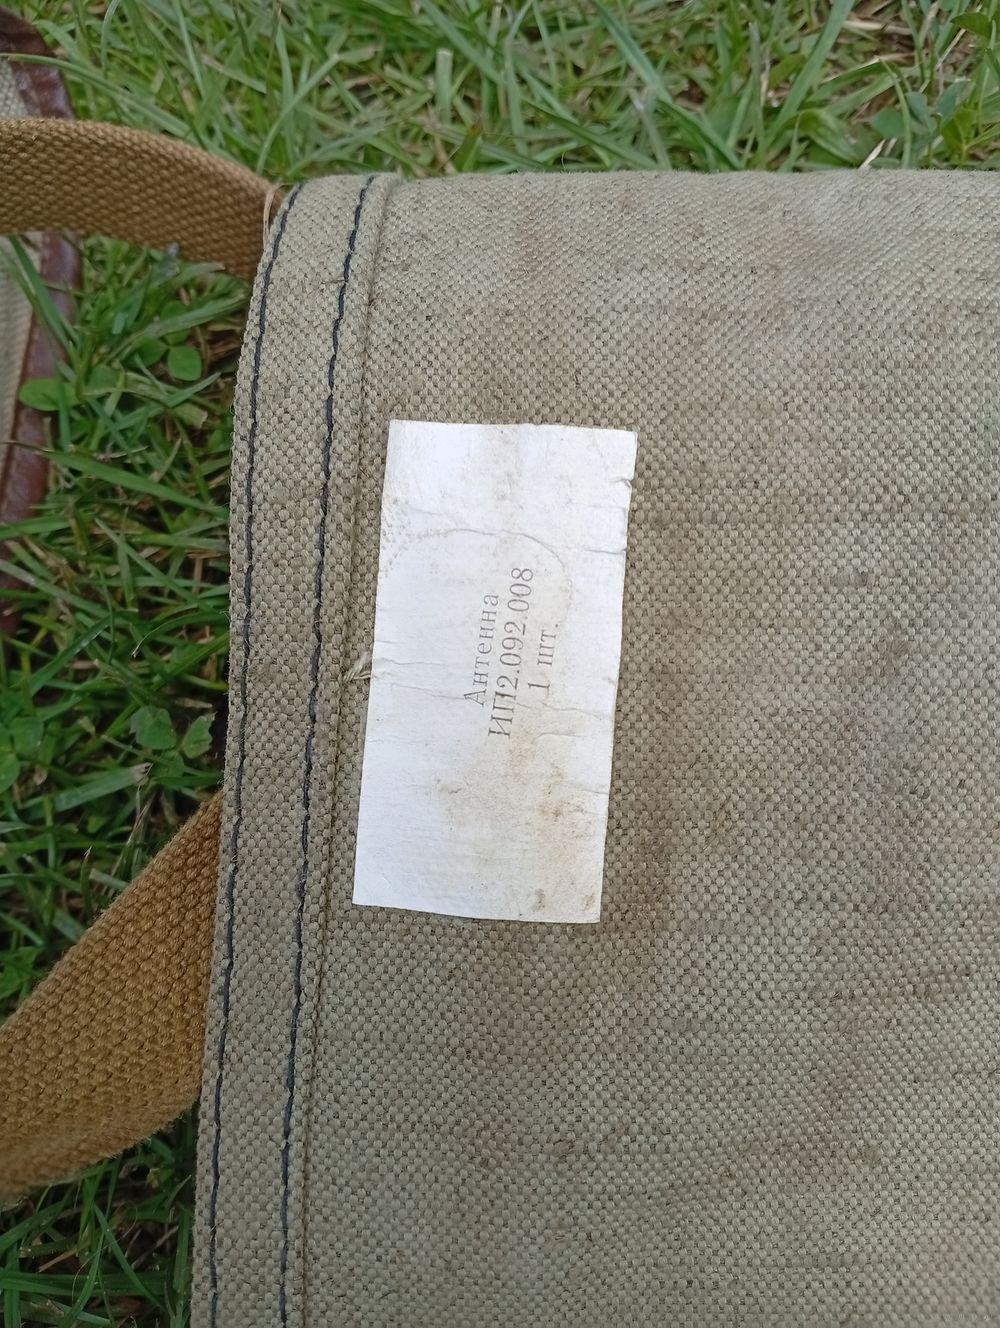 Антенна
ИП2.092.008
1 шт.